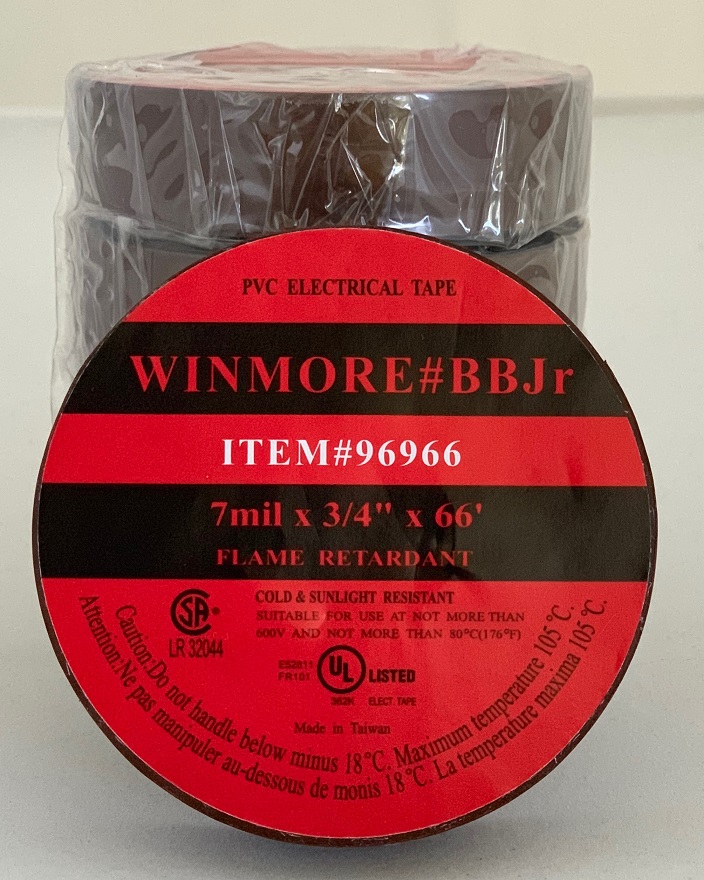 PVC ELECTRICAL TAPE
WINMORE#BBJr
ITEM#96966
7mil x 3/4" x 66'
FLAME RETARDANT
COLD & SUNLIGHT RESISTANT
SUITABLE FOR USE AT NOT MORE THAN
600V AND NOT MORE THAN 80°C(176°F)
SA®
LR 32044
E52811
FR101
UL LISTED
362K ELECT. TAPE
Made in Taiwan
Caution:Do not handle below minus 18°C. Maximum temperature 105°C.
Attention:Ne pas manipuler au-dessous de monis 18°C. La temperature maxima 105°C.